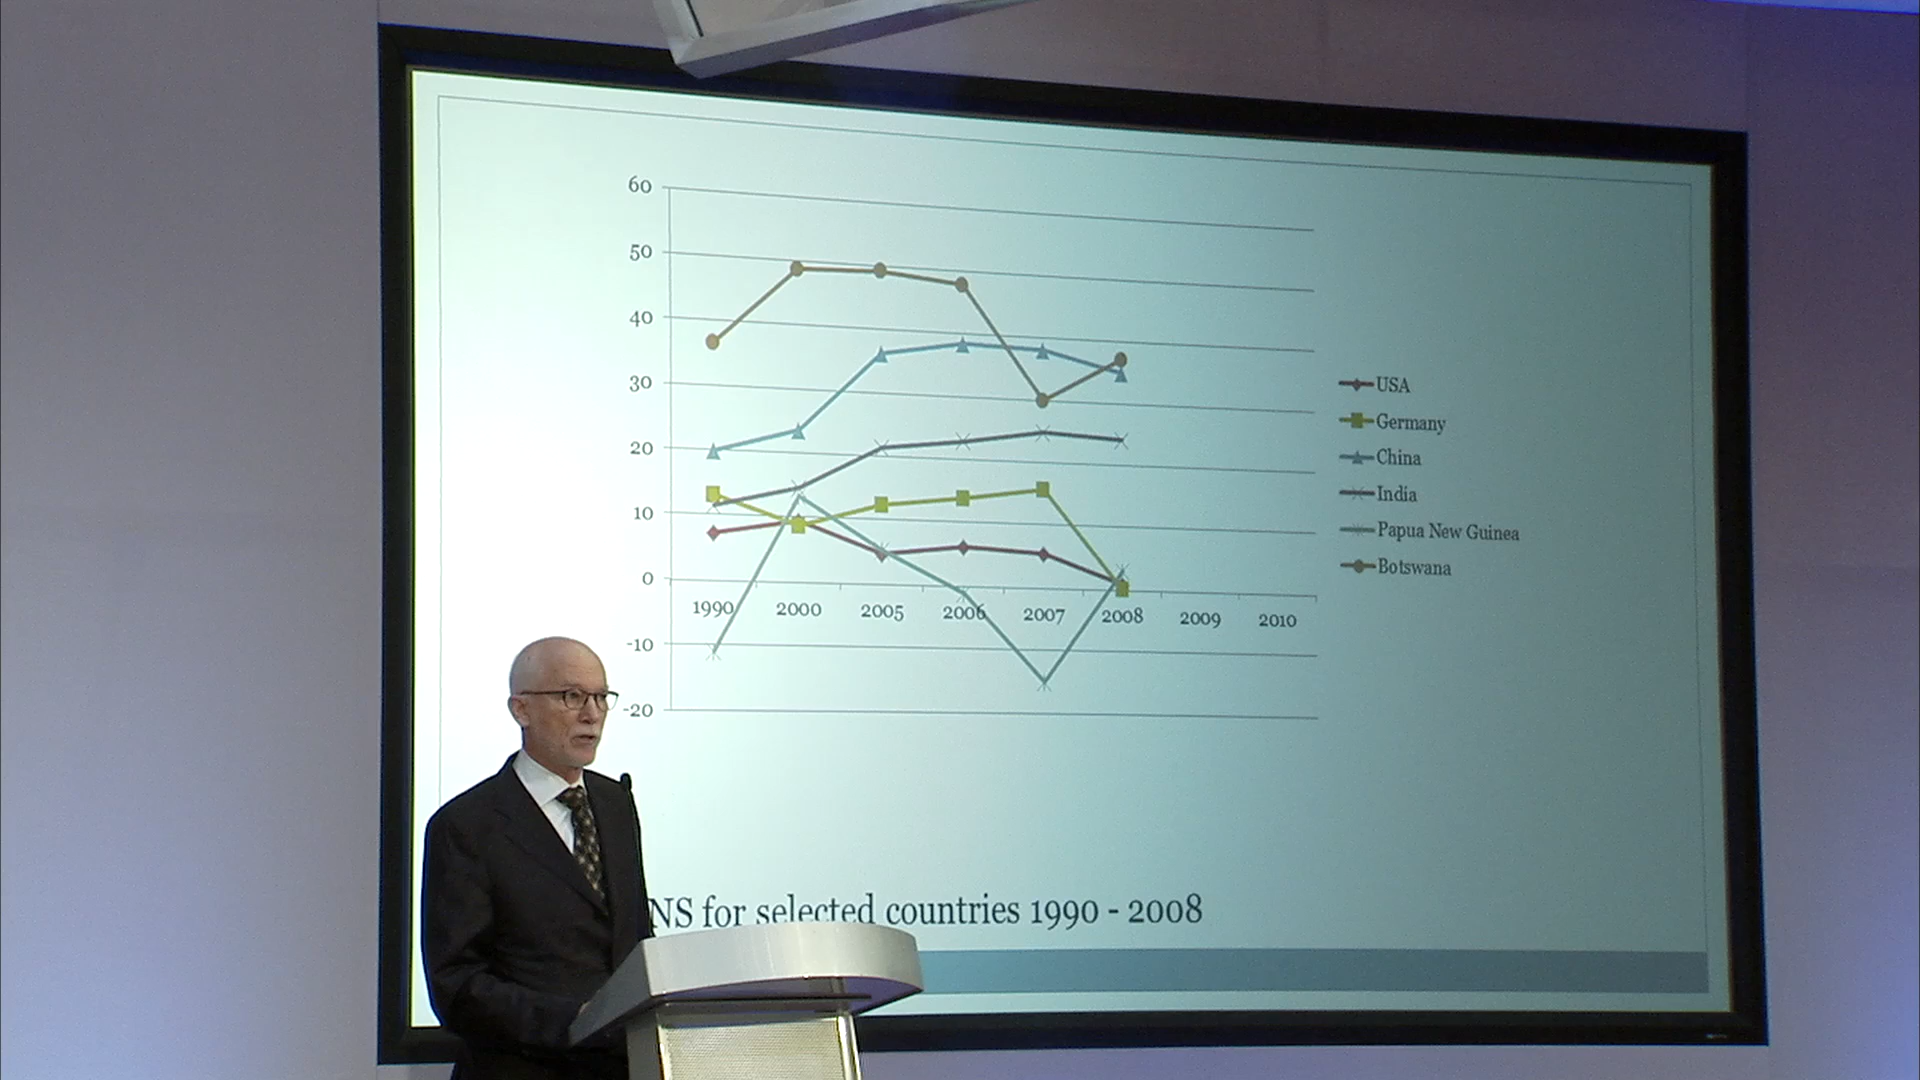 60
50
40
30
20
10
0
-10
-20
1990 2000 2005 2006 2007 2008 2009 2010
USA
Germany
China
India
Papua New Guinea
Botswana
NS for selected countries 1990 - 2008